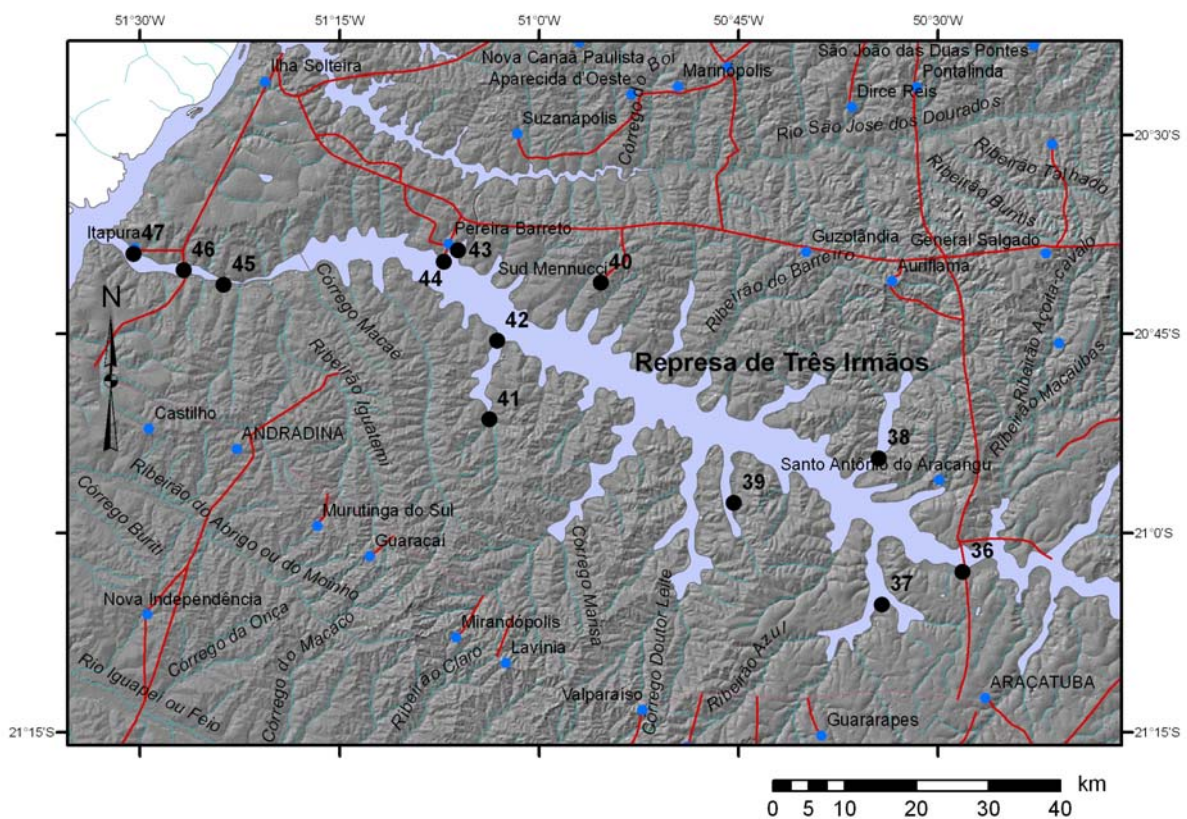 51°30'W
51°15'W
51°0'W
50°45'W
50°30'W
Ilha Solteira
Nova Canaã Paulista
Aparecida d'Oeste
Córrego do Boi
Marinópolis
São João das Duas Pontes
Pontalinda
Dirce Reis
Suzanápolis
Rio São José dos Dourados
20°30'S
Ribeirão Talhado
Ribeirão Buritis
Itapura
47
46
45
Pereira Barreto
43
44
Sud Mennucci
40
Guzolândia
General Salgado
Ribeirão do Barreiro
Auriflama
Ribeirão Açoita-cavalo
N
Córrego Macaé
42
20°45'S
Ribeirão Iguatemi
Represa de Três Irmãos
Ribeirão Macaúbas
41
Castilho
ANDRADINA
38
Santo Antônio do Aracanguá
39
Ribeirão do Abrigo ou do Moinho
Córrego Buriti
Murutinga do Sul
Guaraçaí
Córrego Marisa
21°0'S
36
37
Nova Independência
Córrego da Onça
Córrego do Macaco
Mirandópolis
Lavínia
Ribeirão Claro
Córrego Doutor Leite
Ribeirão Azul
Rio Iguapeí ou Feio
Valparaíso
ARAÇATUBA
Guararapes
21°15'S
km
0 5 10 20 30 40